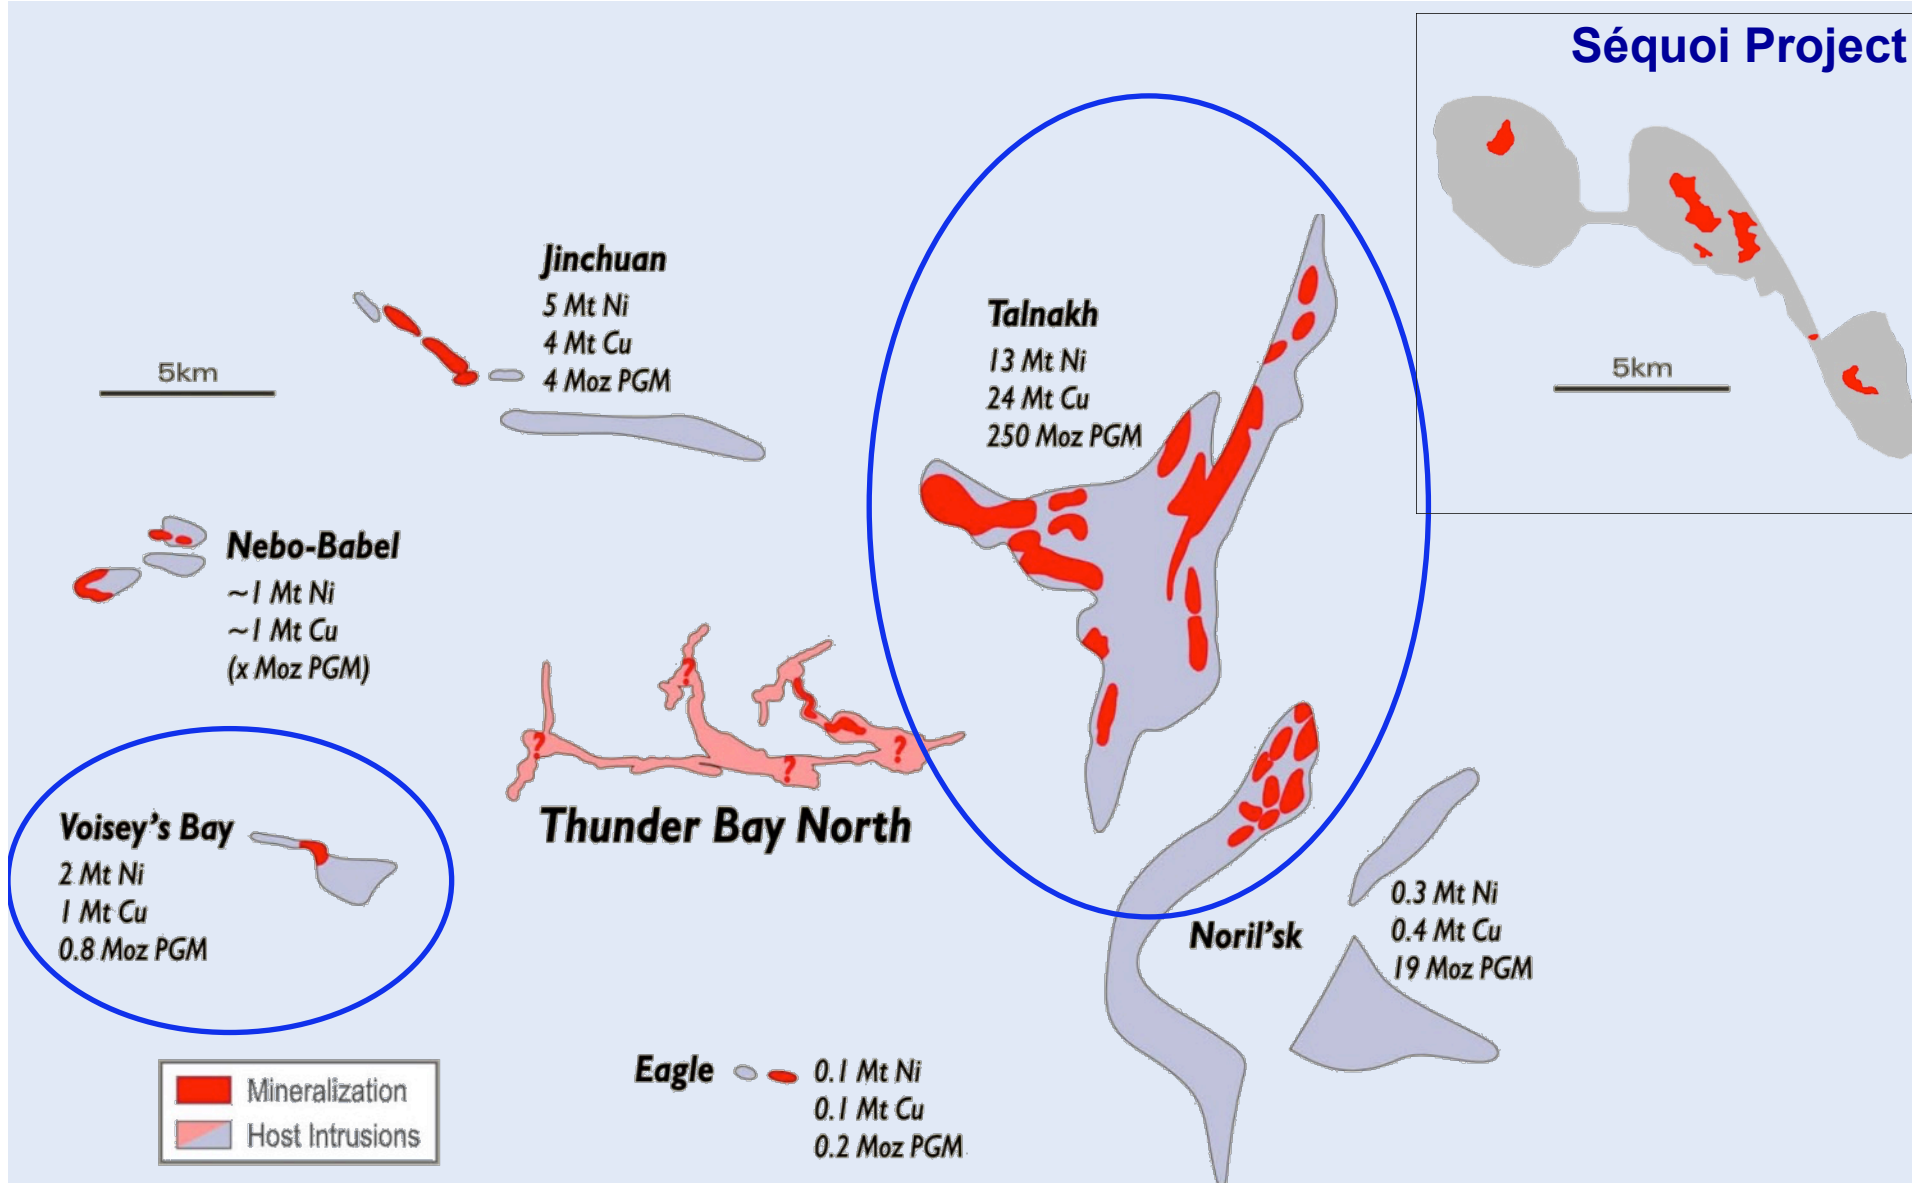 Séquoi Project
5km
Jinchuan
5 Mt Ni
4 Mt Cu
4 Moz PGM
5km
Talnakh
13 Mt Ni
24 Mt Cu
250 Moz PGM
Nebo-Babel
~1 Mt Ni
~1 Mt Cu
(x Moz PGM)
?
?
?
?
Thunder Bay North
Voisey's Bay
2 Mt Ni
1 Mt Cu
0.8 Moz PGM
Noril'sk
0.3 Mt Ni
0.4 Mt Cu
19 Moz PGM
Eagle
0.1 Mt Ni
0.1 Mt Cu
0.2 Moz PGM
Mineralization
Host Intrusions